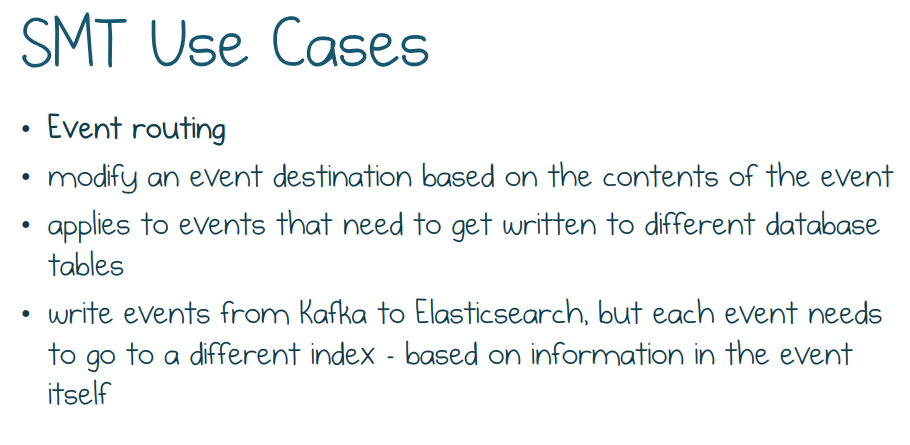 SMT Use Cases
• Event routing
• modify an event destination based on the contents of the event
• applies to events that need to get written to different database
tables
• write events from Kafka to Elasticsearch, but each event needs
to go to a different index - based on information in the event
itself